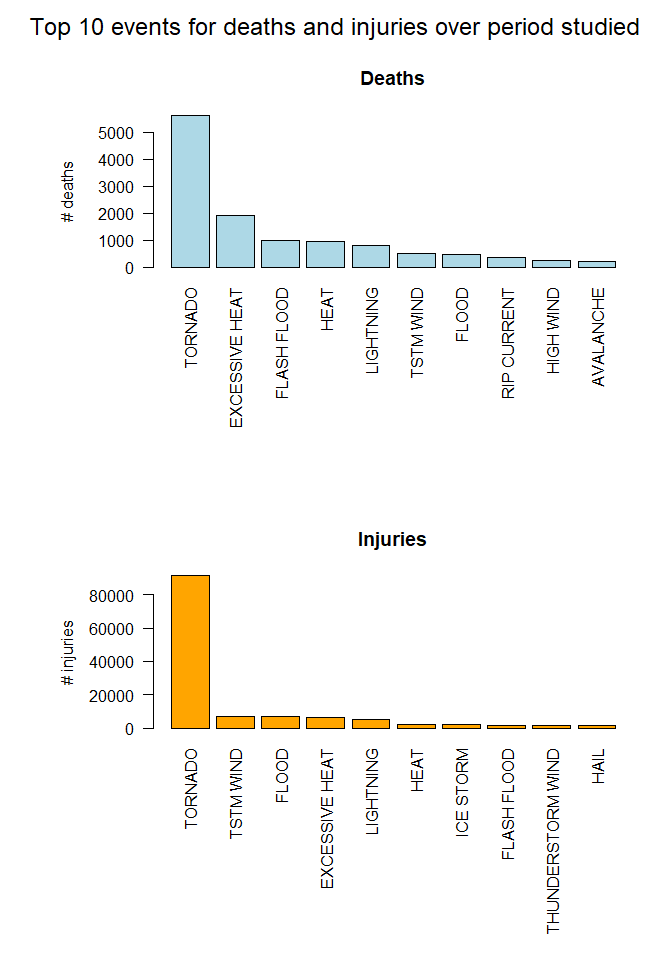 Top 10 events for deaths and injuries over period studied
Deaths
# deaths
5000
4000
3000
2000
1000
0
TORNADO
EXCESSIVE HEAT
FLASH FLOOD
HEAT
LIGHTNING
TSTM WIND
FLOOD
RIP CURRENT
HIGH WIND
AVALANCHE
Injuries
# injuries
80000
60000
40000
20000
0
TORNADO
TSTM WIND
FLOOD
EXCESSIVE HEAT
LIGHTNING
HEAT
ICE STORM
FLASH FLOOD
THUNDERSTORM WIND
HAIL